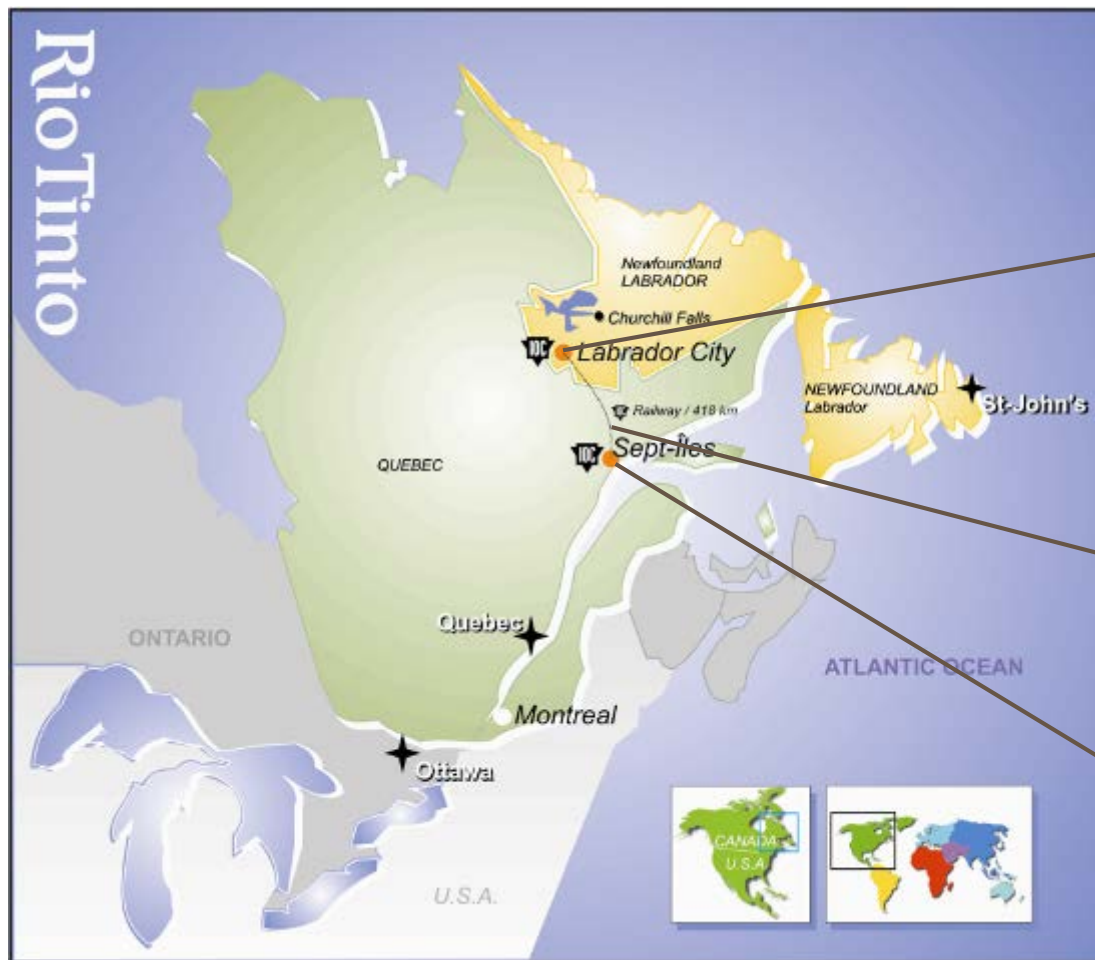 RioTinto
Newfoundland
LABRADOR
Churchill Falls
IOC
Labrador City
NEWFOUNDLAND
Labrador
St-John's
Railway / 418 km
IOC
Sept-Îles
QUEBEC
Quebec
ONTARIO
ATLANTIC OCEAN
Montreal
Ottawa
CANADA
U.S.A
U.S.A.